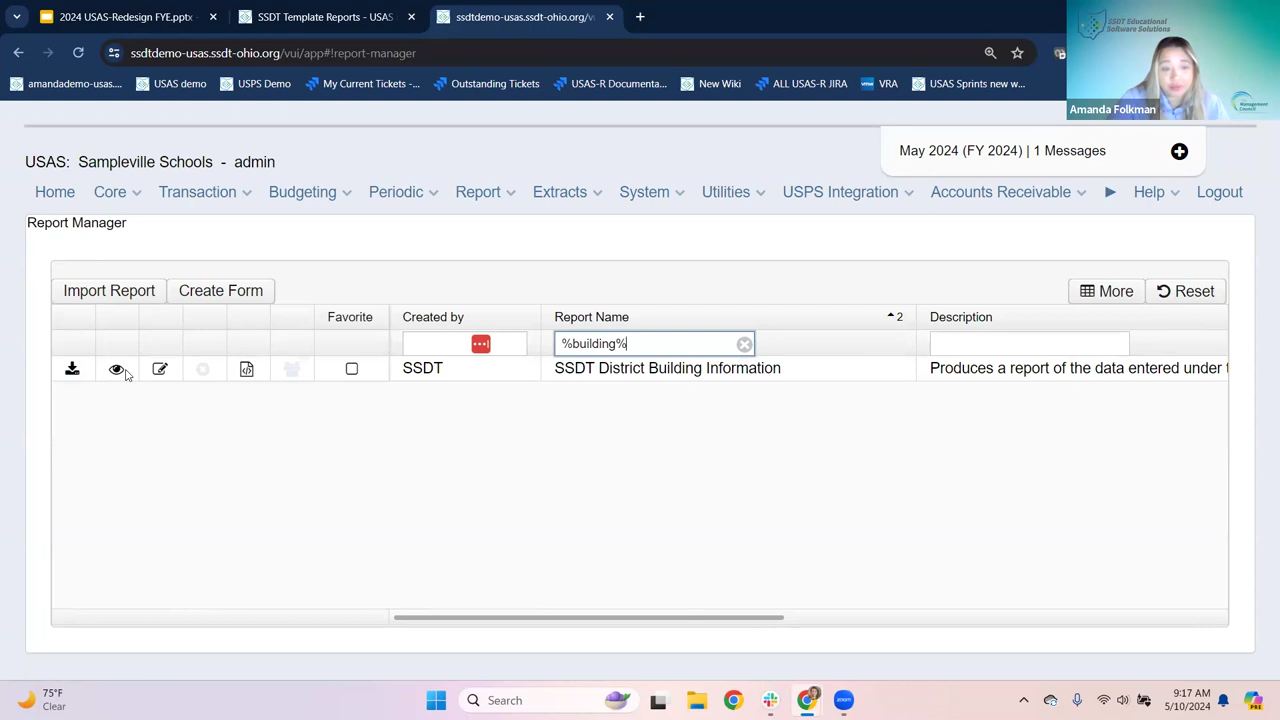 2024 USAS-Redesign FYE.pptx
SSDT Template Reports - USAS
ssdtdemo-usas.ssdt-ohio.org/v
ssdtdemo-usas.ssdt-ohio.org/vui/app#!report-manager
amandademo-usas....
USAS demo
USPS Demo
My Current Tickets -...
Outstanding Tickets
USAS-R Documenta...
New Wiki
ALL USAS-R JIRA
VRA
USAS Sprints new w...
SSDT Educational
Software Solutions
Management
Council
Amanda Folkman
USAS: Sampleville Schools - admin
May 2024 (FY 2024) | 1 Messages
Home Core Transaction Budgeting Periodic Report Extracts System Utilities USPS Integration Accounts Receivable Help Logout
Report Manager
Import Report Create Form More Reset
Favorite Created by Report Name 2 Description
%building%
SSDT SSDT District Building Information Produces a report of the data entered under
75°F
Clear
Search
zoom
PRE
9:17 AM
5/10/2024